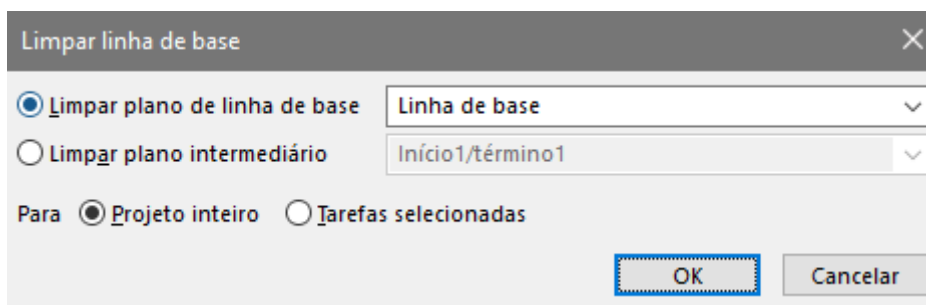 Limpar linha de base
Limpar plano de linha de base Linha de base
Limpar plano intermediário Início1/término1
Para Projeto inteiro Tarefas selecionadas
OK Cancelar